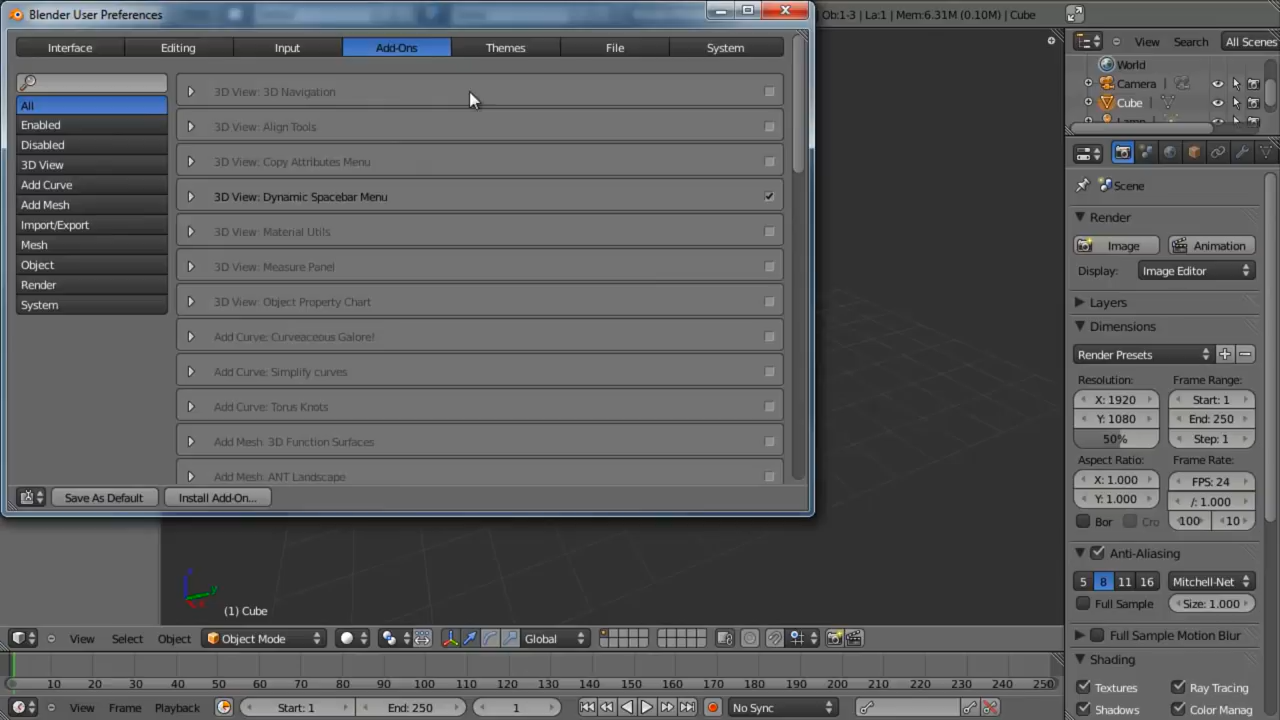 Blender User Preferences
Ob:1-3 | La:1 | Mem:6.31M (0.10M) | Cube
Interface
Editing
Input
Add-Ons
Themes
File
System
View
Search
All Scenes
World
Camera
Cube
Lamp
All
Enabled
Disabled
3D View
Add Curve
Add Mesh
Import/Export
Mesh
Object
Render
System
3D View: 3D Navigation
3D View: Align Tools
3D View: Copy Attributes Menu
3D View: Dynamic Spacebar Menu
3D View: Material Utils
3D View: Measure Panel
3D View: Object Property Chart
Add Curve: Curveaceous Galore!
Add Curve: Simplify curves
Add Curve: Torus Knots
Add Mesh: 3D Function Surfaces
Add Mesh: ANT Landscape
Save As Default
Install Add-On...
Scene
Render
Image
Animation
Display:
Image Editor
Layers
Dimensions
Render Presets
Resolution:
Frame Range:
X: 1920
Start: 1
Y: 1080
End: 250
50%
Step: 1
Aspect Ratio:
Frame Rate:
X: 1.000
FPS: 24
Y: 1.000
/: 1.000
Bor
Cro
100
10
Anti-Aliasing
5
8
11
16
Mitchell-Net
Full Sample
Size: 1.000
Full Sample Motion Blur
Shading
Textures
Ray Tracing
Shadows
Color Manag
(1) Cube
View
Select
Object
Object Mode
Global
10 20 30 40 50 60 70 80 90 100 110 120 130 140 150 160 170 180 190 200 210 220 230 240 250
View
Frame
Playback
Start: 1
End: 250
1
No Sync